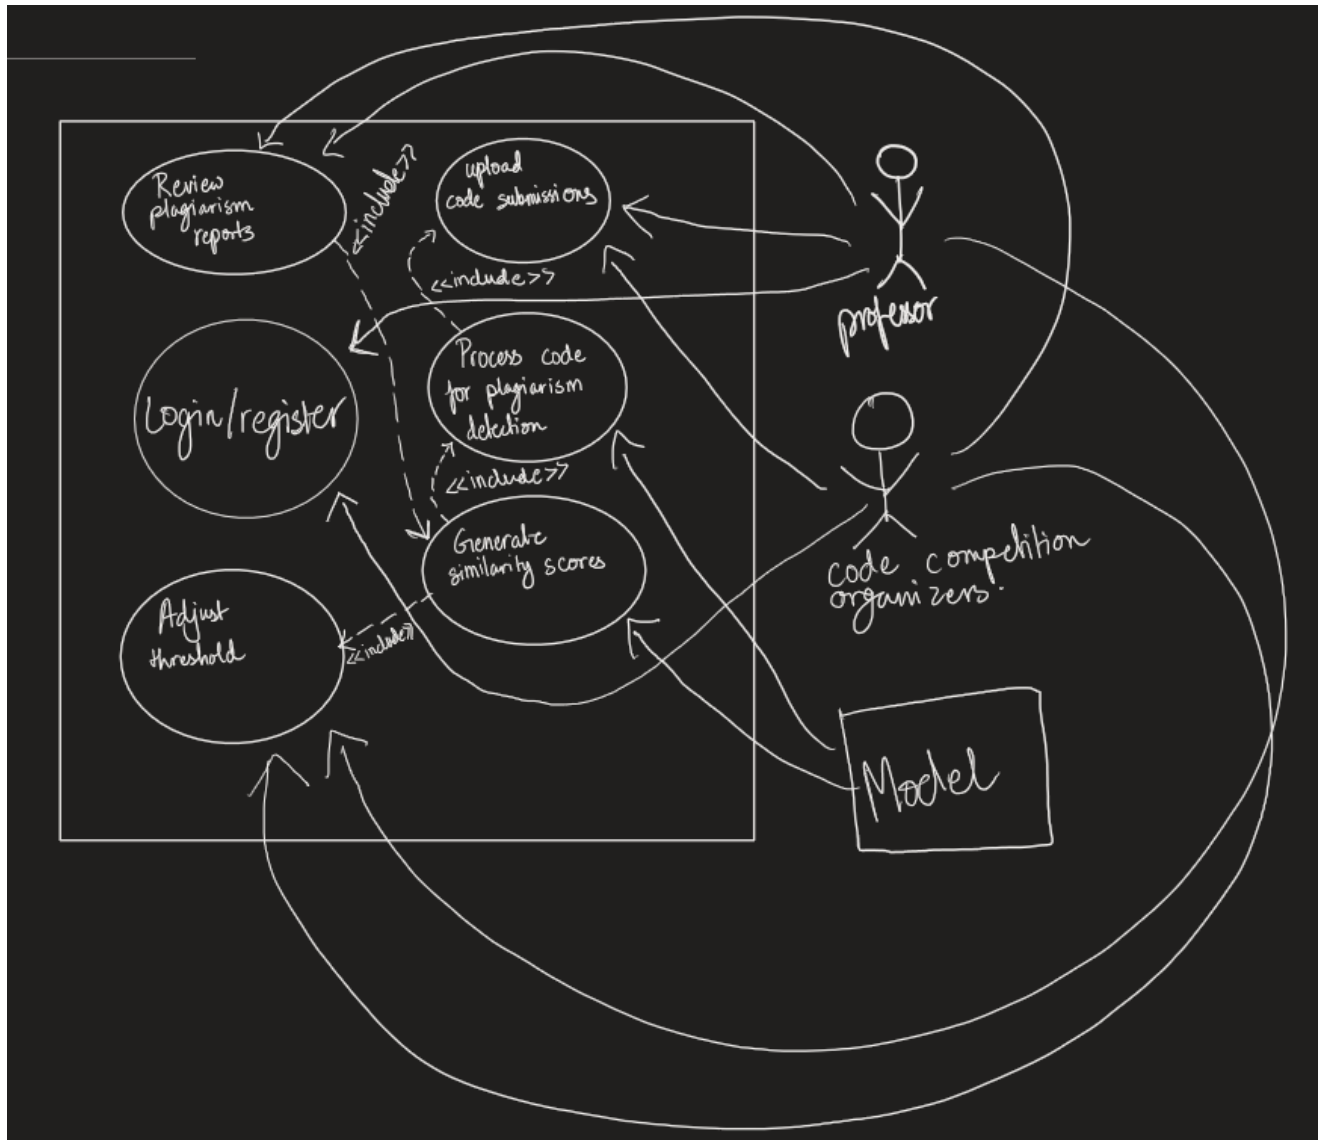 Review
plagiarism
reports
<<include>>
upload
code submissions
<<include>>
professor
Login/register
Process code
for plagiarism
detection
<<include>>
code competition
organizers.
Generate
similarity scores
Adjust
threshold
<<include>>
Model